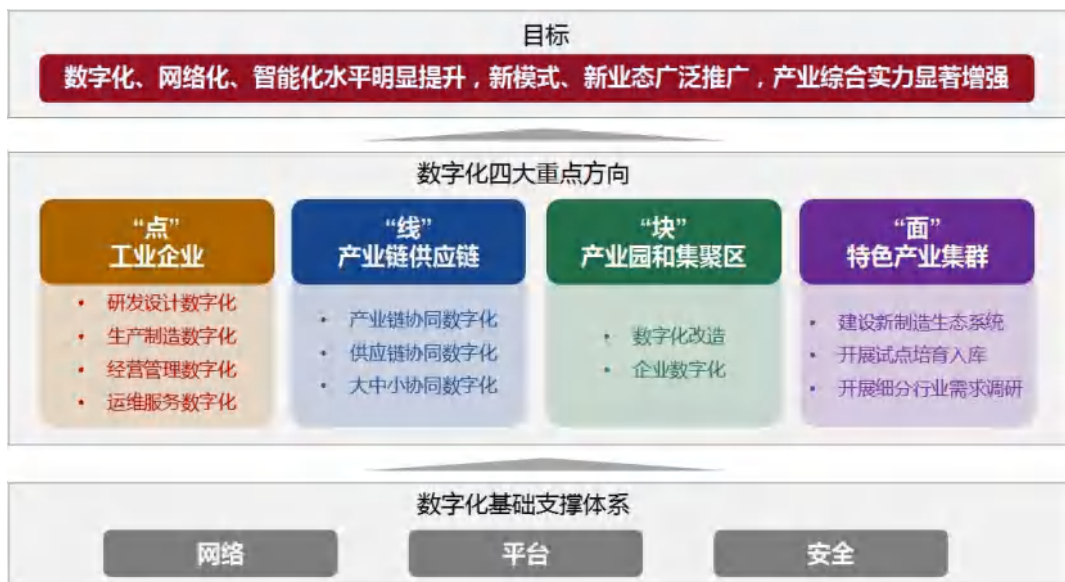 目标
数字化、网络化、智能化水平明显提升，新模式、新业态广泛推广，产业综合实力显著增强
数字化四大重点方向
“点”
工业企业
• 研发设计数字化
• 生产制造数字化
• 经营管理数字化
• 运维服务数字化
“线”
产业链供应链
• 产业链协同数字化
• 供应链协同数字化
• 大中小协同数字化
“块”
产业园和集聚区
• 数字化改造
• 企业数字化
“面”
特色产业集群
• 建设新制造生态系统
• 开展试点培育入库
• 开展细分行业需求调研
数字化基础支撑体系
网络
平台
安全